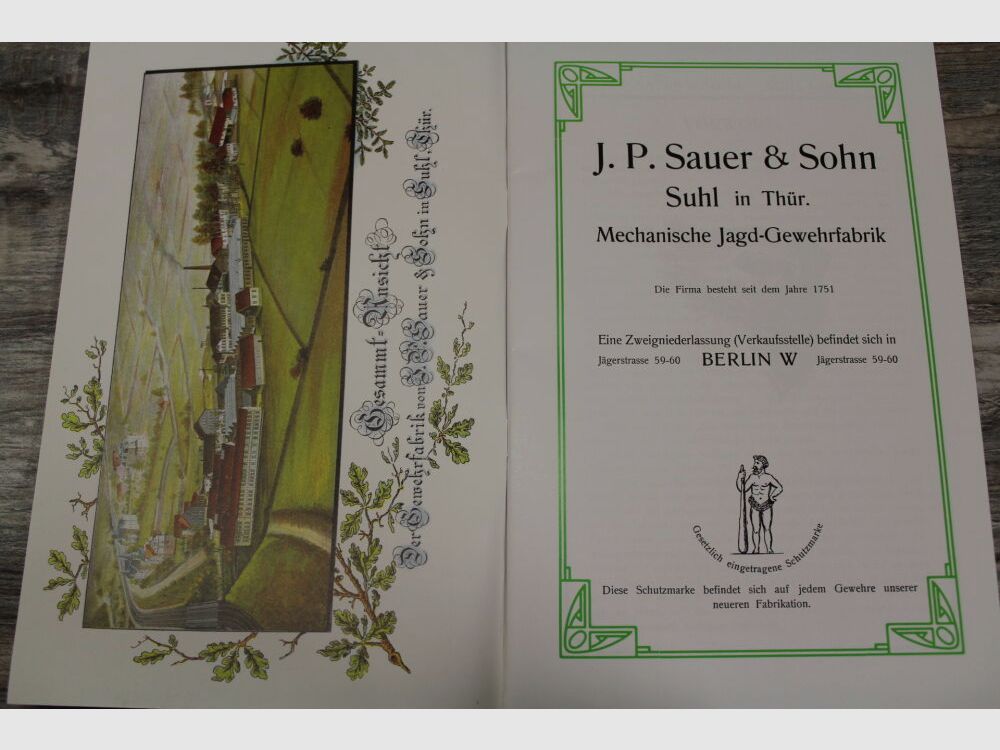 Gesammt-Ansicht
Der Gewehrfabrik von J. P. Sauer & Sohn in Suhl, Thür.
J. P. Sauer & Sohn
Suhl in Thür.
Mechanische Jagd-Gewehrfabrik
Die Firma besteht seit dem Jahre 1751
Eine Zweigniederlassung (Verkaufsstelle) befindet sich in
Jägerstrasse 59-60 BERLIN W Jägerstrasse 59-60
Gesetzlich eingetragene Schutzmarke
Diese Schutzmarke befindet sich auf jedem Gewehre unserer
neueren Fabrikation.